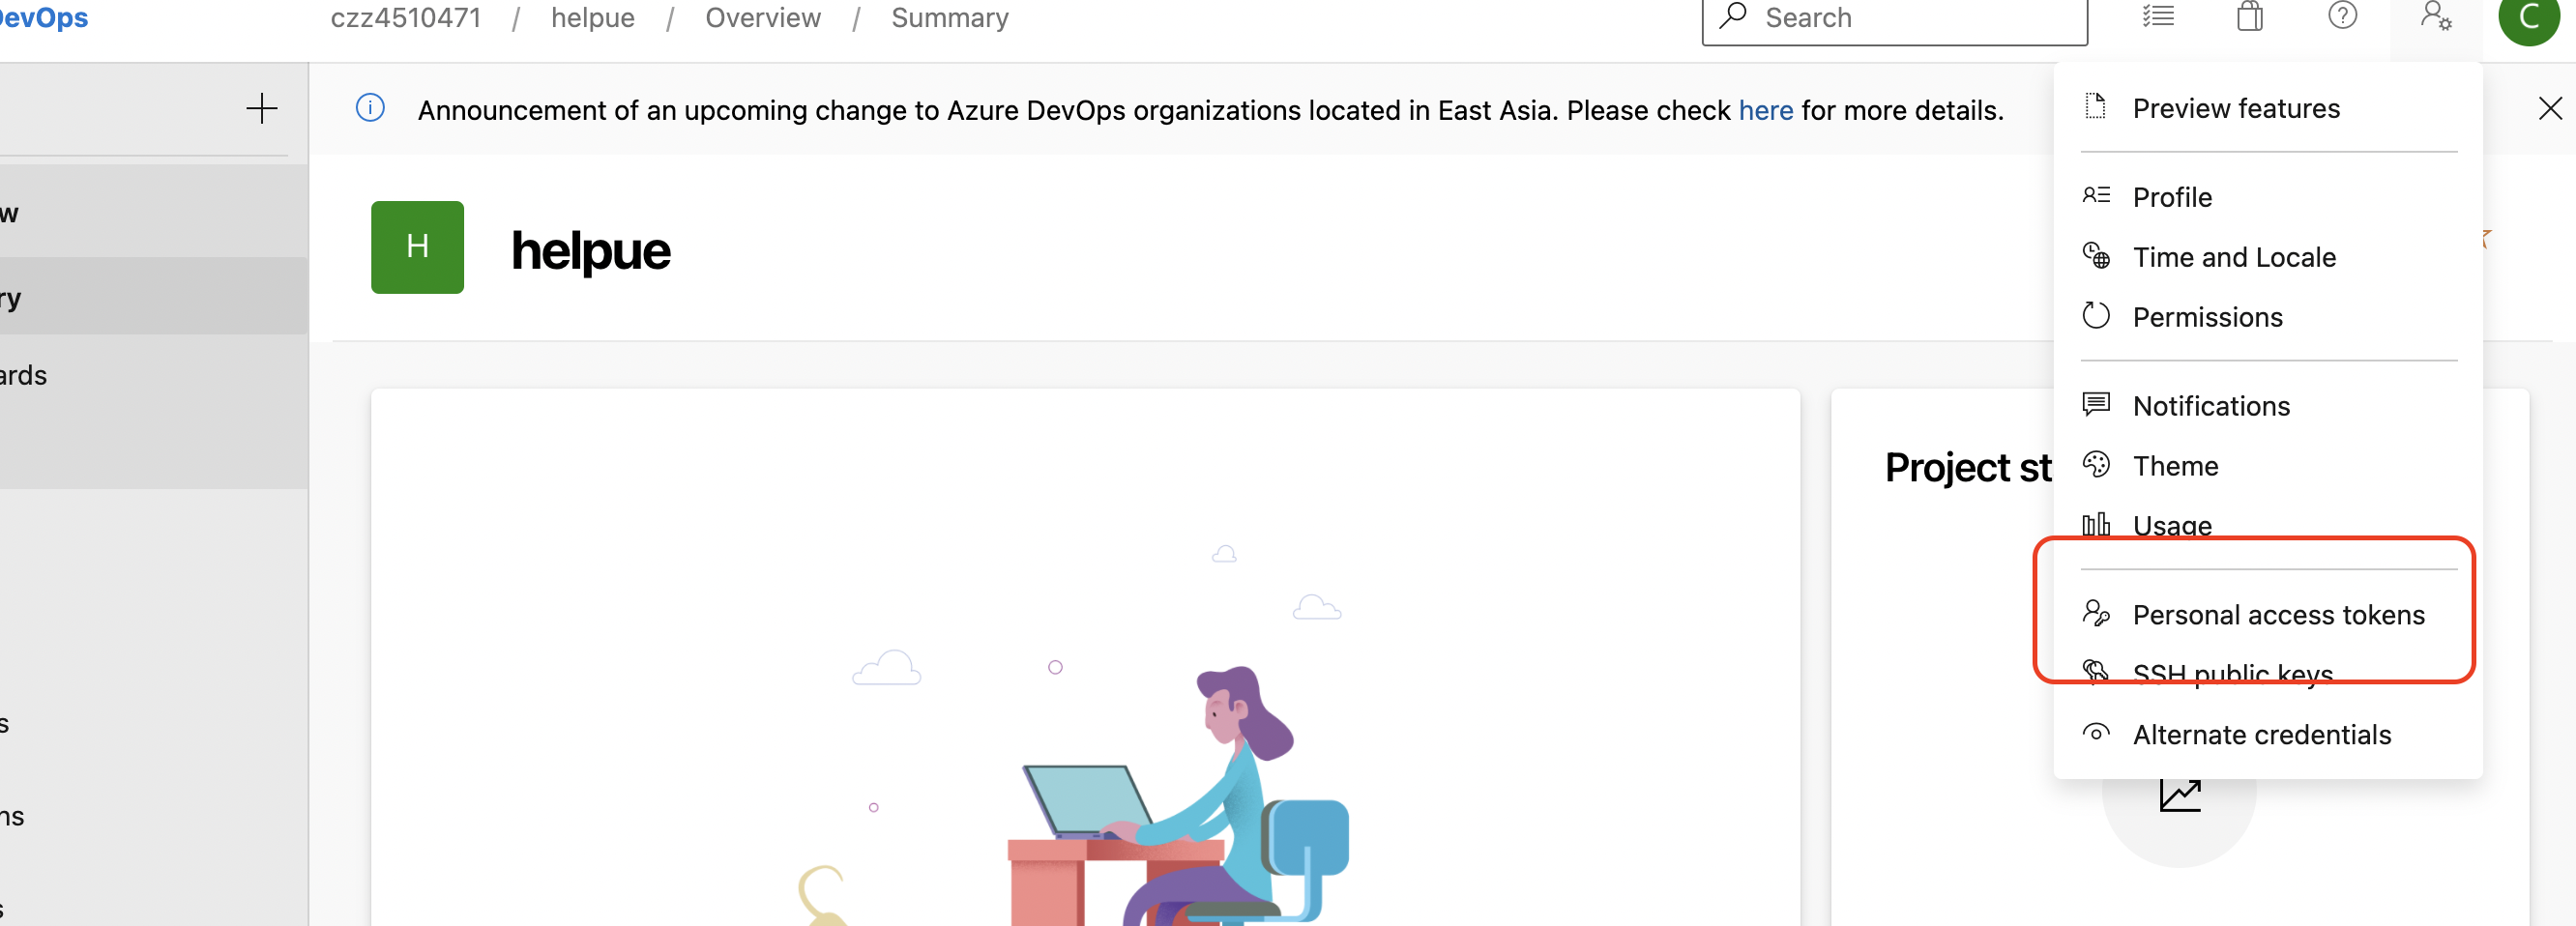 DevOps
czz4510471 / helpue / Overview / Summary
Search
C
Announcement of an upcoming change to Azure DevOps organizations located in East Asia. Please check here for more details.
w
ry
ards
s
ns
s
H
helpue
Project st
Preview features
Profile
Time and Locale
Permissions
Notifications
Theme
Usage
Personal access tokens
SSH public keys
Alternate credentials